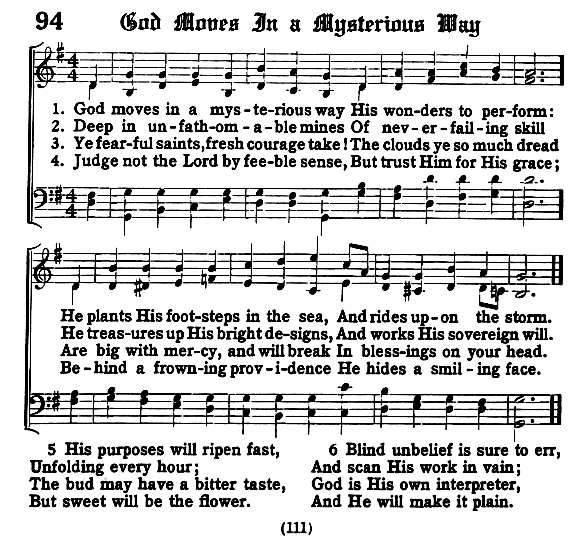 94 God Moves In a Mysterious Way
4
4
1. God moves in a mys-te-rious way His won-ders to per-form:
2. Deep in un-fath-om-a-ble mines Of nev-er-fail-ing skill
3. Ye fear-ful saints, fresh courage take! The clouds ye so much dread
4. Judge not the Lord by fee-ble sense, But trust Him for His grace;
4
4
He plants His foot-steps in the sea, And rides up-on the storm.
He treas-ures up His bright de-signs, And works His sovereign will.
Are big with mer-cy, and will break In bless-ings on your head.
Be-hind a frown-ing prov-i-dence He hides a smil-ing face.
5 His purposes will ripen fast,
Unfolding every hour;
The bud may have a bitter taste,
But sweet will be the flower.
6 Blind unbelief is sure to err,
And scan His work in vain;
God is His own interpreter,
And He will make it plain.
(111)